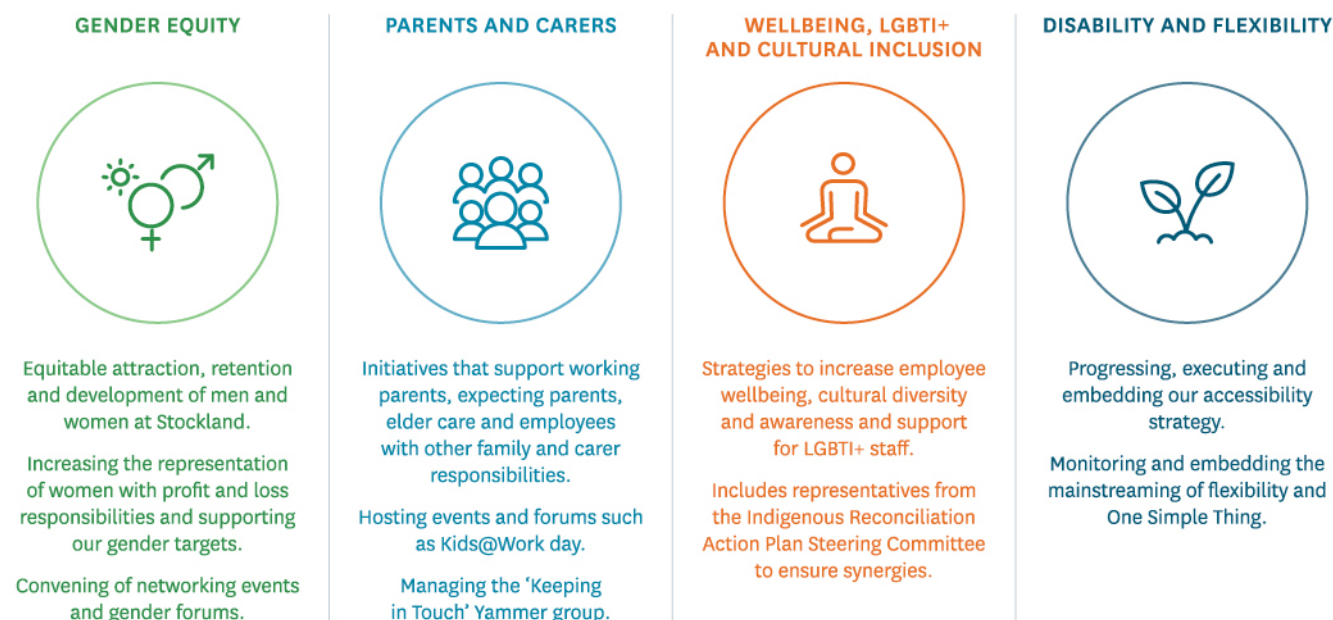 GENDER EQUITY
Equitable attraction, retention
and development of men and
women at Stockland.
Increasing the representation
of women with profit and loss
responsibilities and supporting
our gender targets.
Convening of networking events
and gender forums.
PARENTS AND CARERS
Initiatives that support working
parents, expecting parents,
elder care and employees
with other family and carer
responsibilities.
Hosting events and forums such
as Kids@Work day.
Managing the ‘Keeping
in Touch’ Yammer group.
WELLBEING, LGBTI+
AND CULTURAL INCLUSION
Strategies to increase employee
wellbeing, cultural diversity
and awareness and support
for LGBTI+ staff.
Includes representatives from
the Indigenous Reconciliation
Action Plan Steering Committee
to ensure synergies.
DISABILITY AND FLEXIBILITY
Progressing, executing and
embedding our accessibility
strategy.
Monitoring and embedding the
mainstreaming of flexibility and
One Simple Thing.